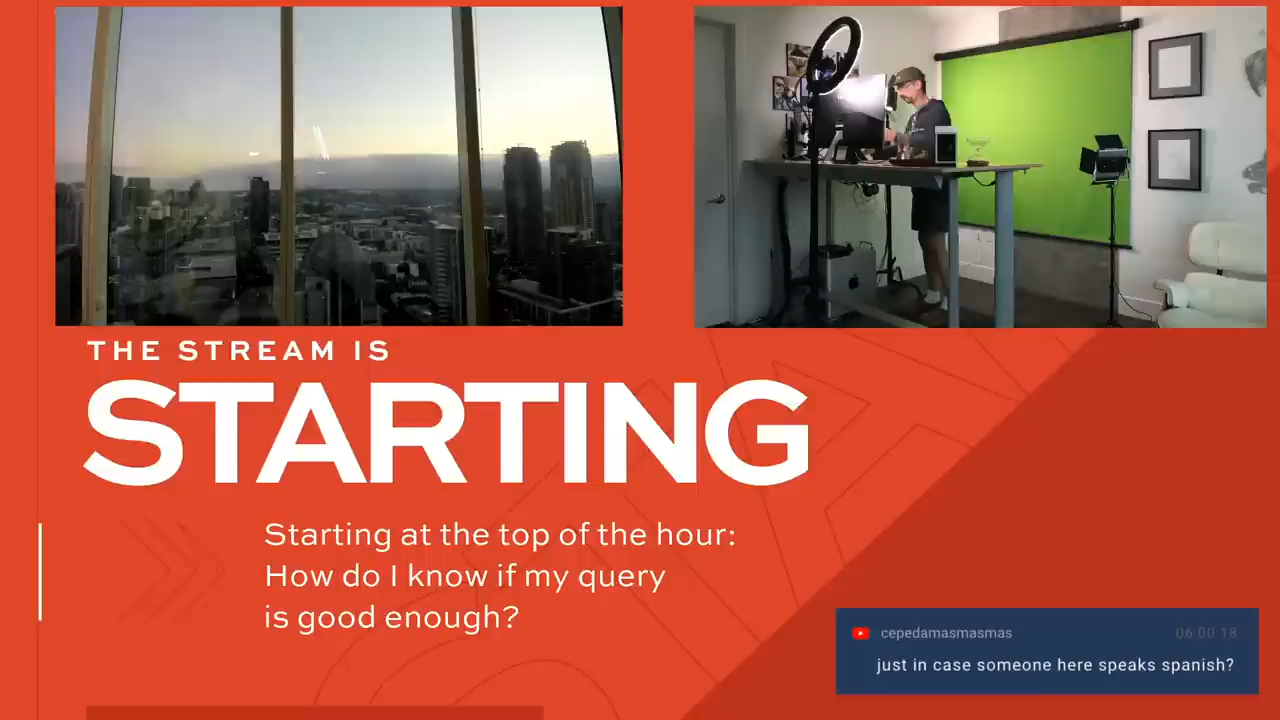 THE STREAM IS
STARTING
Starting at the top of the hour:
How do I know if my query
is good enough?
cepedamasmasmas
06 00 18
just in case someone here speaks spanish?